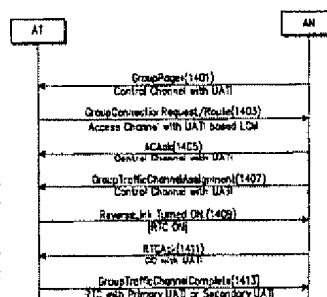 AT
AN
GroupPages(1401)
Control Channel with UATI
GroupConnection Request/Route(1403)
Access Channel with UATI based LCM
ACAck(1405)
Control Channel with UATI
GroupTrafficChannelAssignment(1407)
Control Channel with UATI
ReverseLink Turned ON (1409)
(RTC ON)
RTCAck(1411)
with UATI
GroupTrafficChannelComplete(1413)
RTC with Primary UATI or Secondary UATI